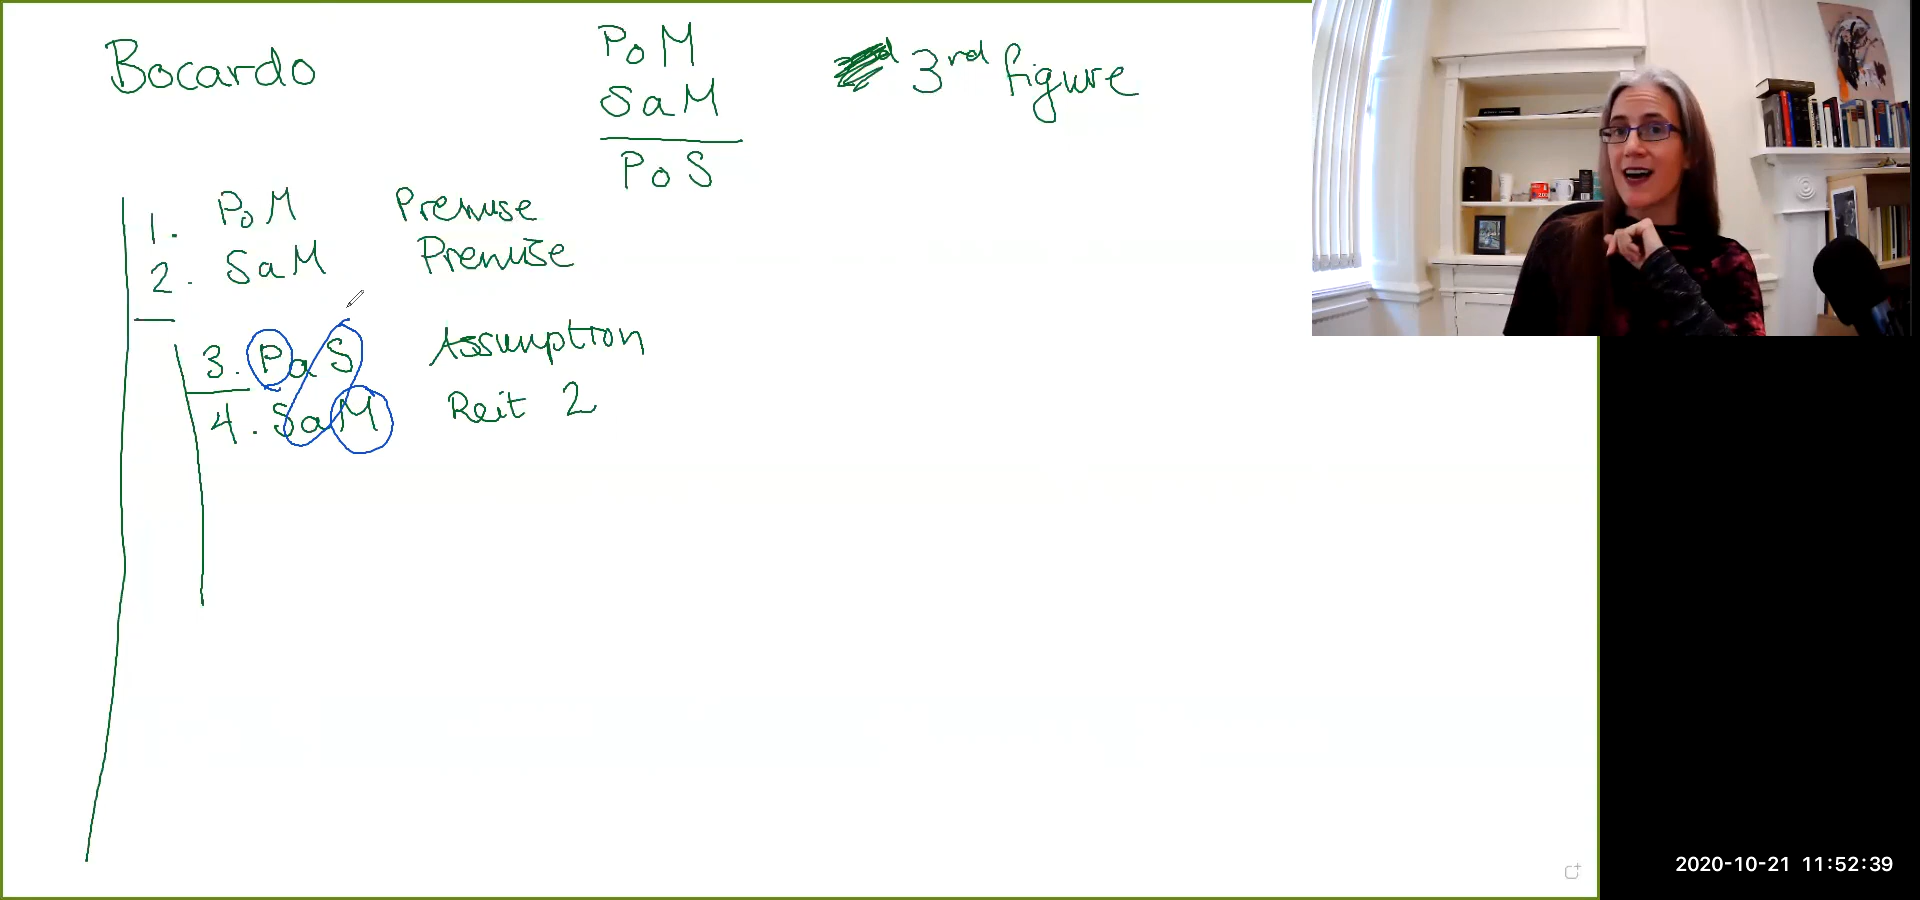 Bocardo
PoM
SaM
PoS
3rd figure
1. PoM Premise
2. SaM Premise
3. PaS Assumption
4. SaM Reit 2
2020-10-21 11:52:39